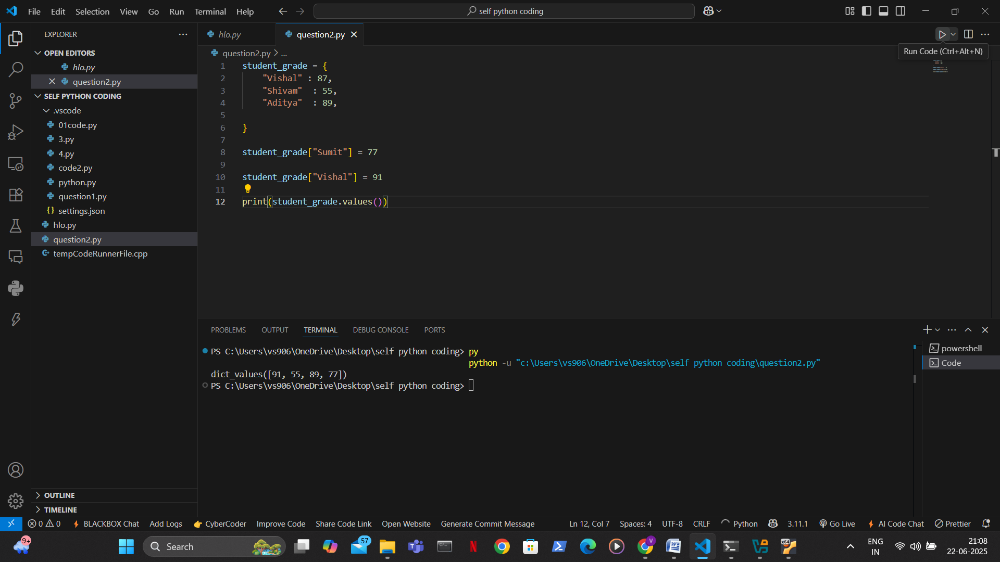 File Edit Selection View Go Run Terminal Help
self python coding
EXPLORER
OPEN EDITORS
hlo.py
question2.py
SELF PYTHON CODING
.vscode
01code.py
3.py
4.py
code2.py
python.py
question1.py
{} settings.json
hlo.py
question2.py
tempCodeRunnerFile.cpp
OUTLINE
TIMELINE
hlo.py
question2.py
Run Code (Ctrl+Alt+N)
question2.py > ...
1 student_grade = {
2 "Vishal" : 87,
3 "Shivam"  : 55,
4 "Aditya"  : 89,
5
6 }
7
8 student_grade["Sumit"] = 77
9
10 student_grade["Vishal"] = 91
11
12 print(student_grade.values())
PROBLEMS OUTPUT TERMINAL DEBUG CONSOLE PORTS
PS C:\Users\vs906\OneDrive\Desktop\self python coding> py
python -u "c:\Users\vs906\OneDrive\Desktop\self python coding\question2.py"
dict_values([91, 55, 89, 77])
PS C:\Users\vs906\OneDrive\Desktop\self python coding>
powershell
Code
0 0 BLACKBOX Chat Add Logs CyberCoder Improve Code Share Code Link Open Website Generate Commit Message Ln 12, Col 7 Spaces: 4 UTF-8 CRLF Python 3.11.1 Go Live AI Code Chat Prettier
9+
Search
57
V
x64
ENG
IN
21:08
22-06-2025